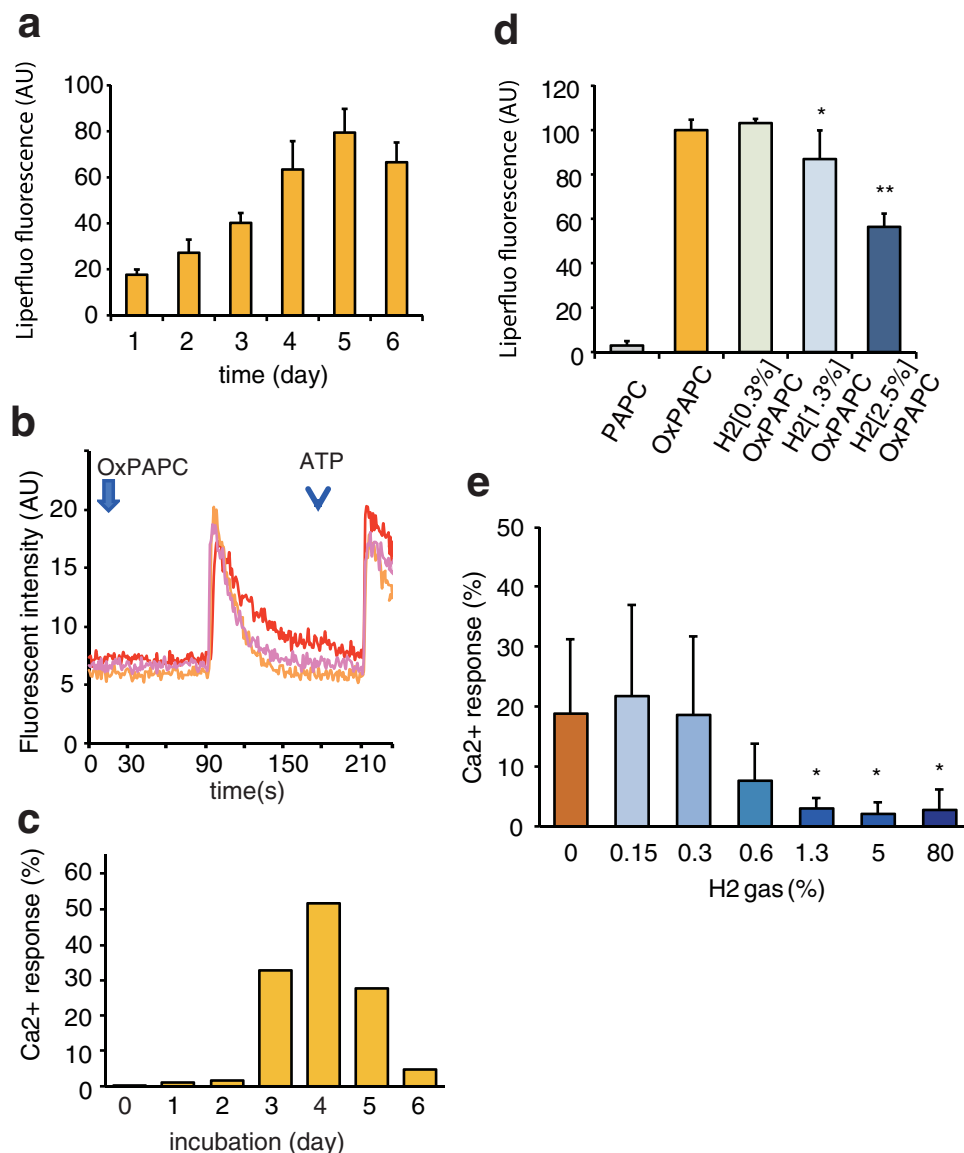 a
Liperfluo fluorescence (AU)
100
80
60
40
20
0
1 2 3 4 5 6
time (day)
b
Fluorescent intensity (AU)
OxPAPC
ATP
20
15
10
5
0
0 30 90 150 210
time(s)
c
Ca2+ response (%)
60
50
40
30
20
10
0
0 1 2 3 4 5 6
incubation (day)
d
Liperfluo fluorescence (AU)
120
100
80
60
40
20
0
*
**
PAPC
OxPAPC
H2[0.3%]
OxPAPC
H2[1.3%]
OxPAPC
H2[2.5%]
OxPAPC
e
Ca2+ response (%)
50
40
30
20
10
0
* * *
0 0.15 0.3 0.6 1.3 5 80
H2 gas (%)